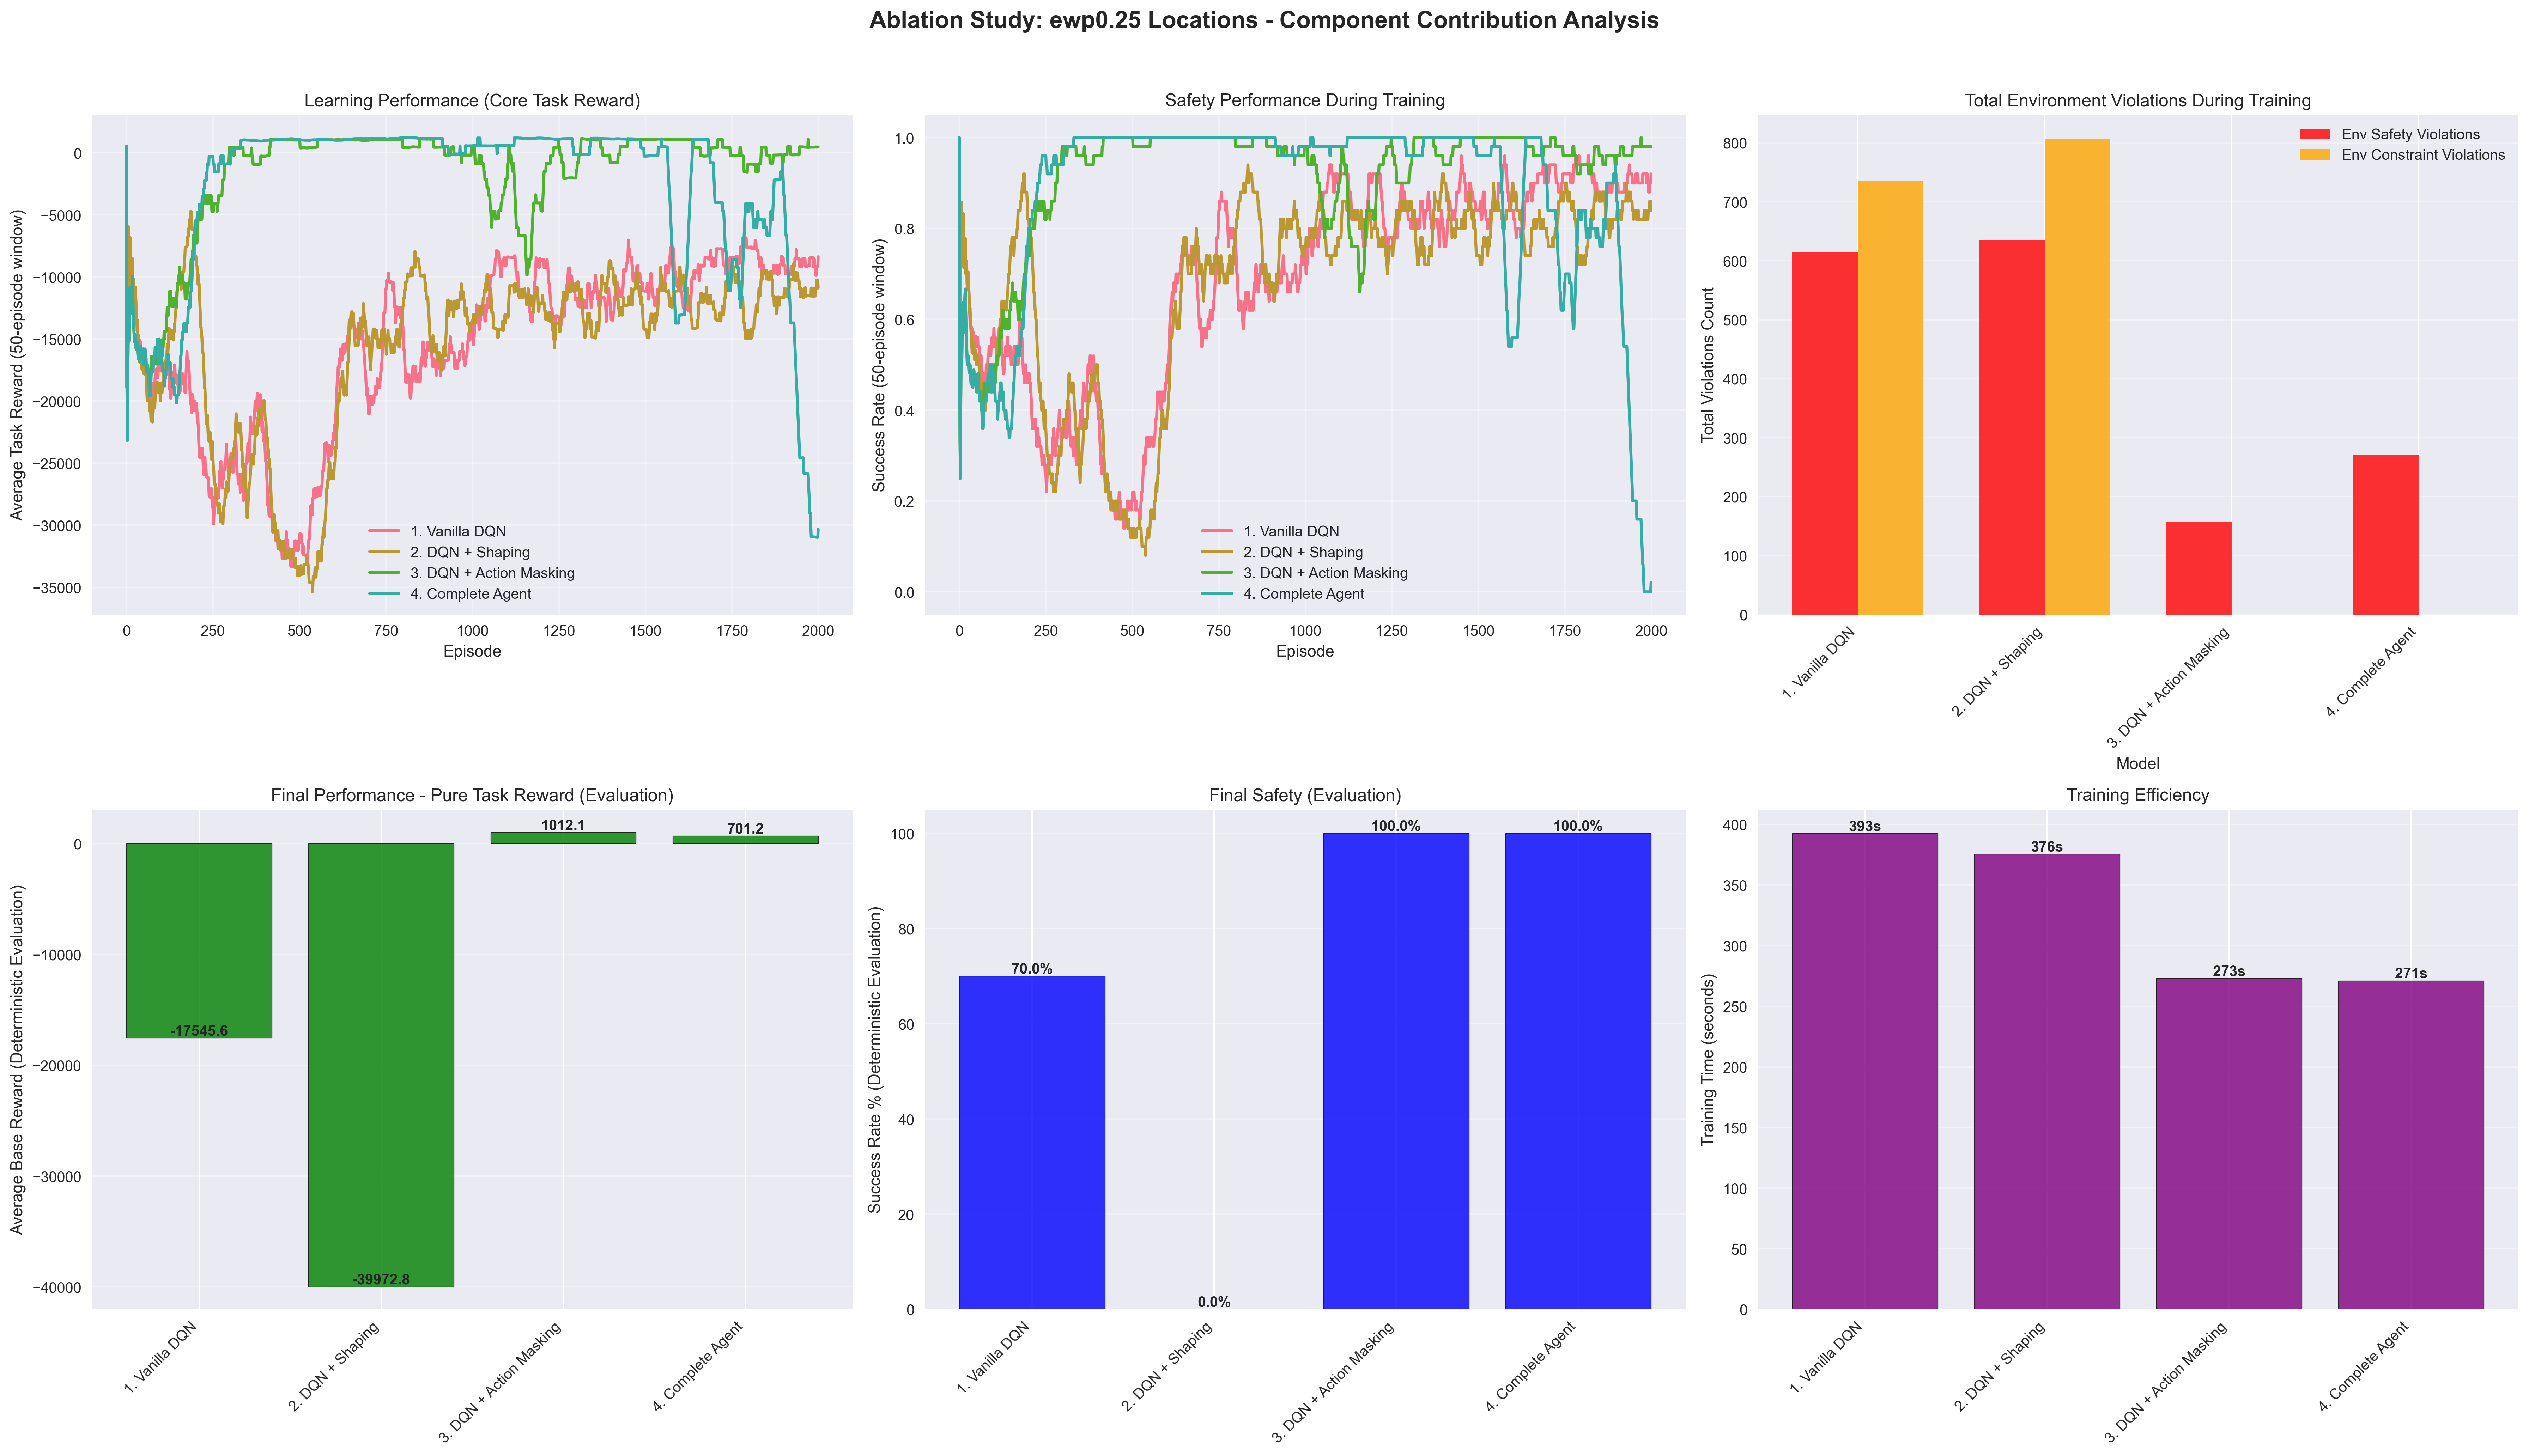 Ablation Study: ewp0.25 Locations - Component Contribution Analysis
Learning Performance (Core Task Reward)
Average Task Reward (50-episode window)
0
−5000
−10000
−15000
−20000
−25000
−30000
−35000
1. Vanilla DQN
2. DQN + Shaping
3. DQN + Action Masking
4. Complete Agent
0 250 500 750 1000 1250 1500 1750 2000
Episode
Safety Performance During Training
Success Rate (50-episode window)
1.0
0.8
0.6
0.4
0.2
0.0
1. Vanilla DQN
2. DQN + Shaping
3. DQN + Action Masking
4. Complete Agent
0 250 500 750 1000 1250 1500 1750 2000
Episode
Total Environment Violations During Training
Total Violations Count
Env Safety Violations
Env Constraint Violations
800
700
600
500
400
300
200
100
0
1. Vanilla DQN
2. DQN + Shaping
3. DQN + Action Masking
4. Complete Agent
Model
Final Performance - Pure Task Reward (Evaluation)
Average Base Reward (Deterministic Evaluation)
0
−10000
−20000
−30000
−40000
-17545.6
-39972.8
1012.1
701.2
1. Vanilla DQN
2. DQN + Shaping
3. DQN + Action Masking
4. Complete Agent
Final Safety (Evaluation)
Success Rate % (Deterministic Evaluation)
100
80
60
40
20
0
70.0%
0.0%
100.0%
100.0%
1. Vanilla DQN
2. DQN + Shaping
3. DQN + Action Masking
4. Complete Agent
Training Efficiency
Training Time (seconds)
400
350
300
250
200
150
100
50
0
393s
376s
273s
271s
1. Vanilla DQN
2. DQN + Shaping
3. DQN + Action Masking
4. Complete Agent